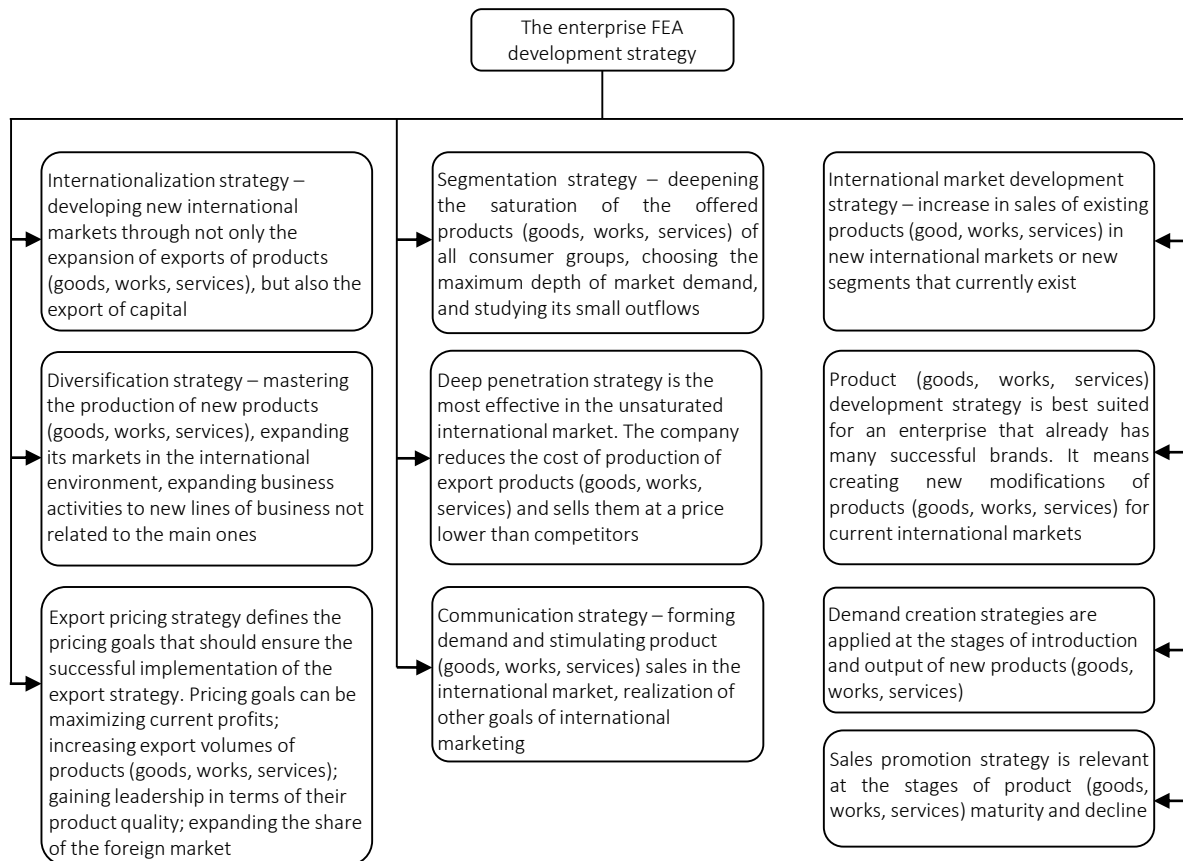 The enterprise FEA
development strategy
Internationalization strategy –
developing new international
markets through not only the
expansion of exports of products
(goods, works, services), but also the
export of capital
Diversification strategy – mastering
the production of new products
(goods, works, services), expanding
its markets in the international
environment, expanding business
activities to new lines of business not
related to the main ones
Export pricing strategy defines the
pricing goals that should ensure the
successful implementation of the
export strategy. Pricing goals can be
maximizing current profits;
increasing export volumes of
products (goods, works, services);
gaining leadership in terms of their
product quality; expanding the share
of the foreign market
Segmentation strategy – deepening
the saturation of the offered
products (goods, works, services) of
all consumer groups, choosing the
maximum depth of market demand,
and studying its small outflows
Deep penetration strategy is the
most effective in the unsaturated
international market. The company
reduces the cost of production of
export products (goods, works,
services) and sells them at a price
lower than competitors
Communication strategy – forming
demand and stimulating product
(goods, works, services) sales in the
international market, realization of
other goals of international
marketing
International market development
strategy – increase in sales of existing
products (good, works, services) in
new international markets or new
segments that currently exist
Product (goods, works, services)
development strategy is best suited
for an enterprise that already has
many successful brands. It means
creating new modifications of
products (goods, works, services) for
current international markets
Demand creation strategies are
applied at the stages of introduction
and output of new products (goods,
works, services)
Sales promotion strategy is relevant
at the stages of product (goods,
works, services) maturity and decline